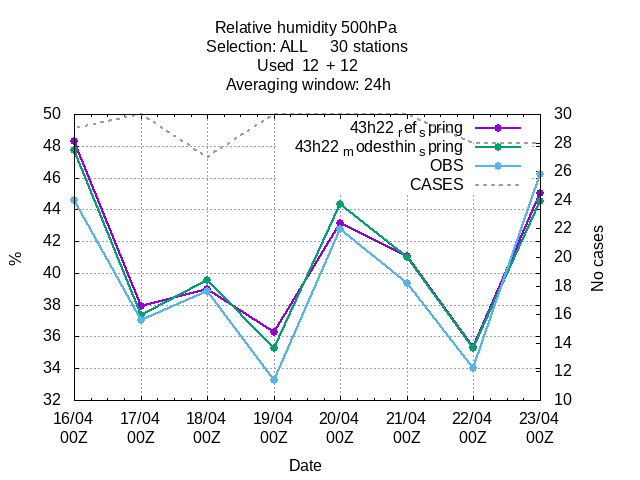 Relative humidity 500hPa
Selection: ALL 30 stations
Used 12 + 12
Averaging window: 24h
50 30
43h22 refspring
48 28
43h22 modesthinspring
OBS
46 26
CASES
44 24
42 22
% 40 20 No cases
38 18
36 16
34 14
12
32 10
16/04 17/04 18/04 19/04 20/04 21/04 22/04 23/04
00Z 00Z 00Z 00Z 00Z 00Z 00Z 00Z
Date